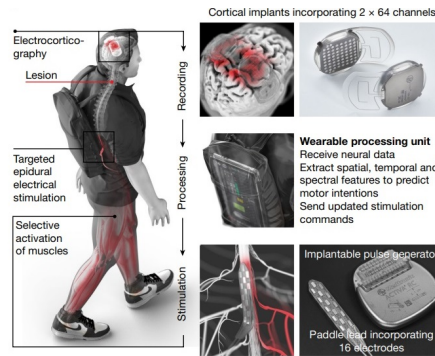 Cortical implants incorporating 2 × 64 channels
Electrocortico-
graphy
Lesion
Targeted
epidural
electrical
stimulation
Selective
activation
of muscles
Recording
Processing
Stimulation
Wearable processing unit
Receive neural data
Extract spatial, temporal and
spectral features to predict
motor intentions
Send updated stimulation
commands
Implantable pulse generator
Paddle lead incorporating
16 electrodes